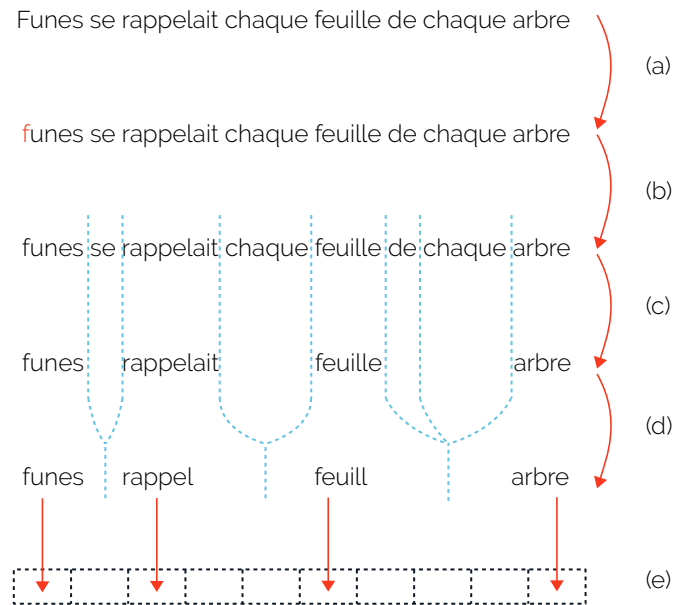 Funes se rappelait chaque feuille de chaque arbre
(a)
funes se rappelait chaque feuille de chaque arbre
(b)
funes se rappelait chaque feuille de chaque arbre
(c)
funes rappelait feuille arbre
(d)
funes rappel feuill arbre
(e)